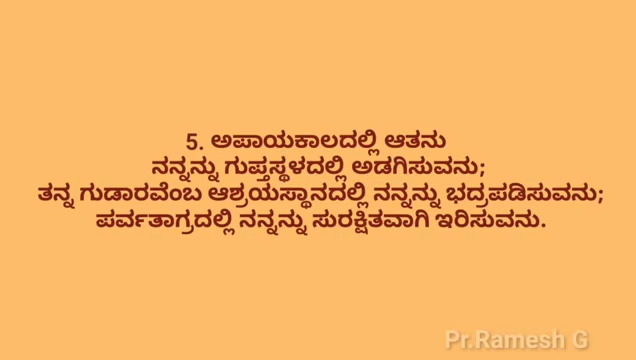 5. ಅಪಾಯಕಾಲದಲ್ಲಿ ಆತನು
ನನ್ನನ್ನು ಗುಪ್ತಸ್ಥಳದಲ್ಲಿ ಅಡಗಿಸುವನು;
ತನ್ನ ಗುಡಾರವೆಂಬ ಆಶ್ರಯಸ್ಥಾನದಲ್ಲಿ ನನ್ನನ್ನು ಭದ್ರಪಡಿಸುವನು;
ಪರ್ವತಾಗ್ರದಲ್ಲಿ ನನ್ನನ್ನು ಸುರಕ್ಷಿತವಾಗಿ ಇರಿಸುವನು.
Pr.Ramesh G